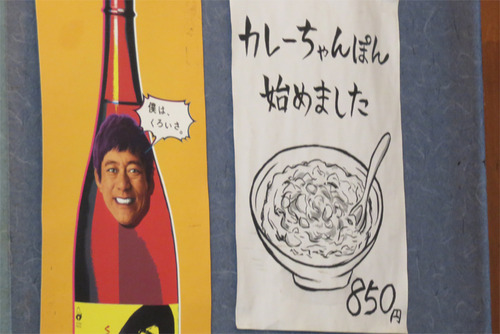 僕は、
くろいさ。
カレーちゃんぽん
始めました
850円